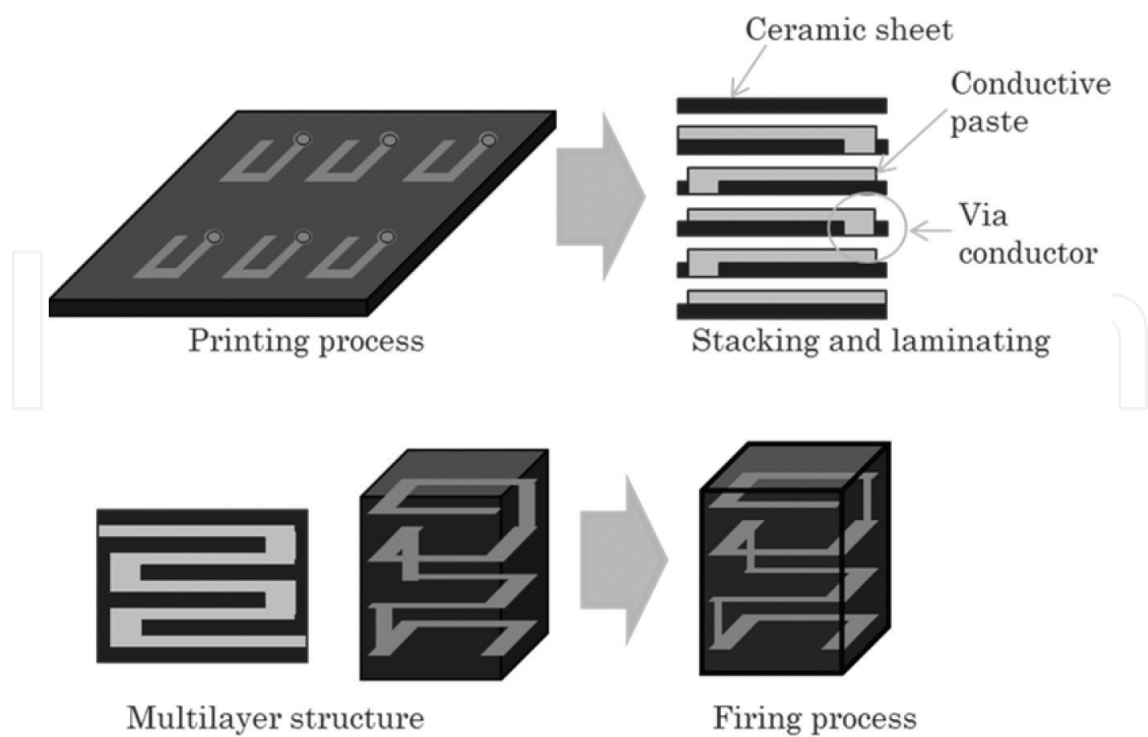 Ceramic sheet
Conductive
paste
Via
conductor
Printing process
Stacking and laminating
Multilayer structure
Firing process